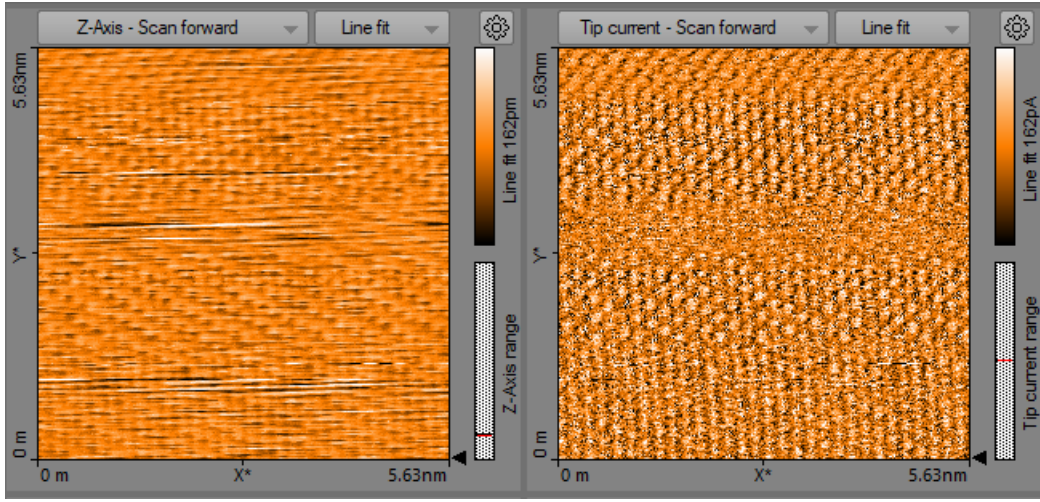 Z-Axis - Scan forward
Line fit
5.63nm
Y*
0 m
0 m
X*
5.63nm
Line fit 162pm
Z-Axis range
Tip current - Scan forward
Line fit
5.63nm
Y*
0 m
0 m
X*
5.63nm
Line fit 162pA
Tip current range